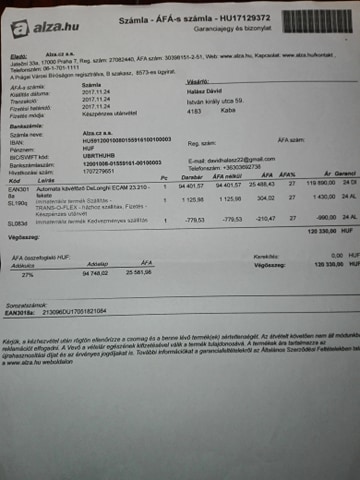 alza.hu
Számla - ÁFÁ-s számla - HU17129372
Garanciajegy és bizonylat
Eladó:
Alza.cz a.s.
Jateční 33a, 17000 Praha 7, Reg. szám: 27082440, ÁFA szám: 30398151-2-51, Web: www.alza.hu, Kapcsolat: www.alza.hu/kontakt
Telefonszám: 06-1-701-1111
A Prágai Városi Bíróságon regisztrálva, B szakasz, 8573-es ügyirat.
ÁFA-s számla: Számla
Kiállítás dátuma: 2017.11.24
Tranzakció: 2017.11.24
Fizetési határidő: 2017.11.24
Fizetés módja: Készpénzes utánvétel
Vásárló:
Halász Dávid
István király utca 59.
4183 Kaba
Bankszámla:
Számla neve: Alza.cz a.s.
IBAN:
Pénznem: HUF
BIC/SWIFT kód: UBRTHUHB
Bankszámlaszám: 12001008-01559161-00100003
Hivatkozási szám: 1707279651
Reg. szám: ÁFA szám:
E-mail: davidhalasz22@gmail.com
Telefonszám: +36303692736
Kód Leírás Pc Darabár ÁFA nélkül ÁFA ÁFA% Ár Garanci
EAN301 8a Automata kávéfőző DeLonghi ECAM 23.210 - fekete 1 94 401,57 94 401,57 25 488,43 27 119 890,00 24 DI
SL190q Immateriális termék Szállítás - TRANS-O-FLEX - házhoz szállítás, Fizetés - Készpénzes utánvét 1 1 125,98 1 125,98 304,02 27 1 430,00 24 AL
SL083d Immateriális termék Kedvezményes szállítás 1 -779,53 -779,53 -210,47 27 -990,00 24 AL
Végösszeg: 120 330,00 HUF
ÁFA összefoglaló HUF:
Adókulcs Adóalap ÁFA
27% 94 748,02 25 581,98
Kerekítés: 0,00 HUF
Végösszeg: 120 330,00 HUF
Sorozatszámok:
EAN3018a: 213096DU17051821084
Kérjük, a kézhezvétel után rögtön ellenőrizze a csomag és a benne lévő termék(ek) sértetlenségét. Az átvételt követően nem áll módunkban
reklamációt elfogadni. A Vevő a vételár egészének kifizetésével válik a termék tulajdonosává. A termékek ára tartalmazza az
újrahasznosítási díjat és az érvényes jogdíjakat is. További információkat a garanciafeltételekről az Általános Szerződési Feltételekben talál
a www.alza.hu weboldalon